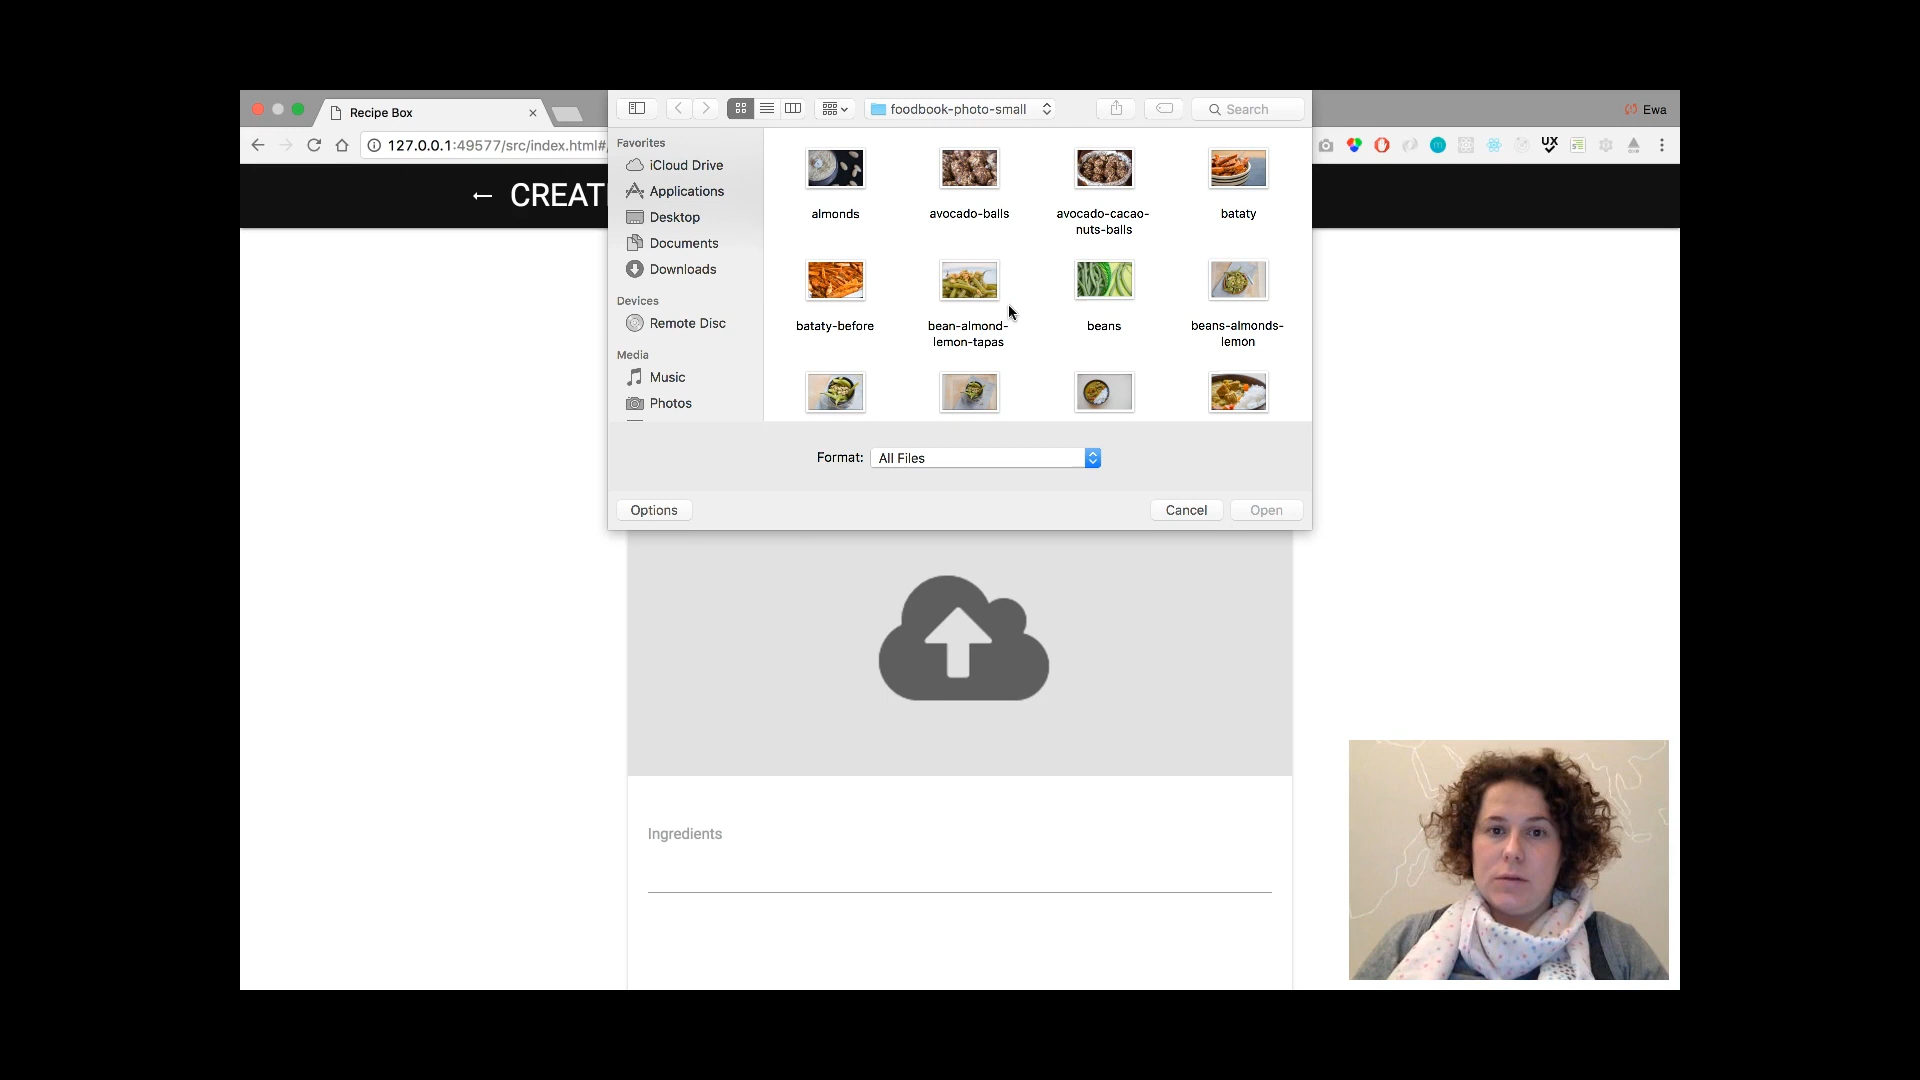 Recipe Box
foodbook-photo-small
Search
Ewa
127.0.0.1:49577/src/index.html#
UX
← CREAT
Favorites
iCloud Drive
Applications
Desktop
Documents
Downloads
Devices
Remote Disc
Media
Music
Photos
almonds
avocado-balls
avocado-cacao-
nuts-balls
bataty
bataty-before
bean-almond-
lemon-tapas
beans
beans-almonds-
lemon
Format: All Files
Options
Cancel
Open
Ingredients